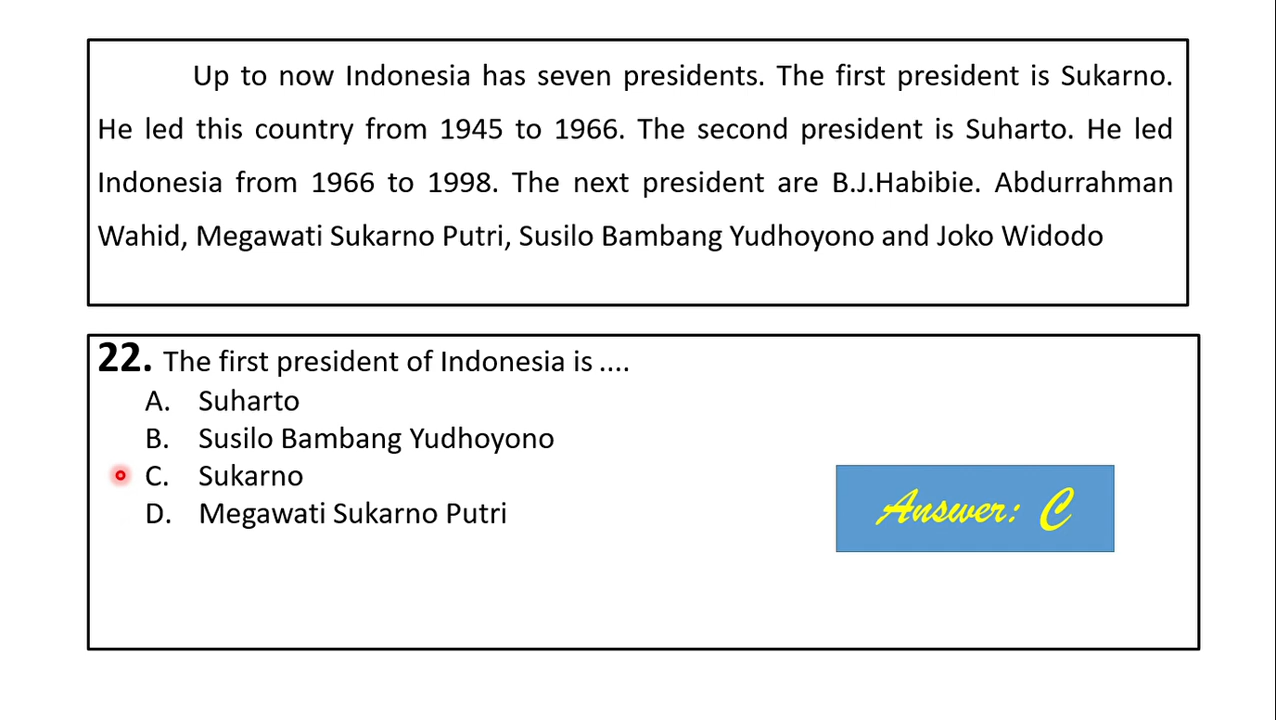 Up to now Indonesia has seven presidents. The first president is Sukarno.
He led this country from 1945 to 1966. The second president is Suharto. He led
Indonesia from 1966 to 1998. The next president are B.J.Habibie. Abdurrahman
Wahid, Megawati Sukarno Putri, Susilo Bambang Yudhoyono and Joko Widodo
22. The first president of Indonesia is ....
A. Suharto
B. Susilo Bambang Yudhoyono
C. Sukarno
D. Megawati Sukarno Putri
Answer: C